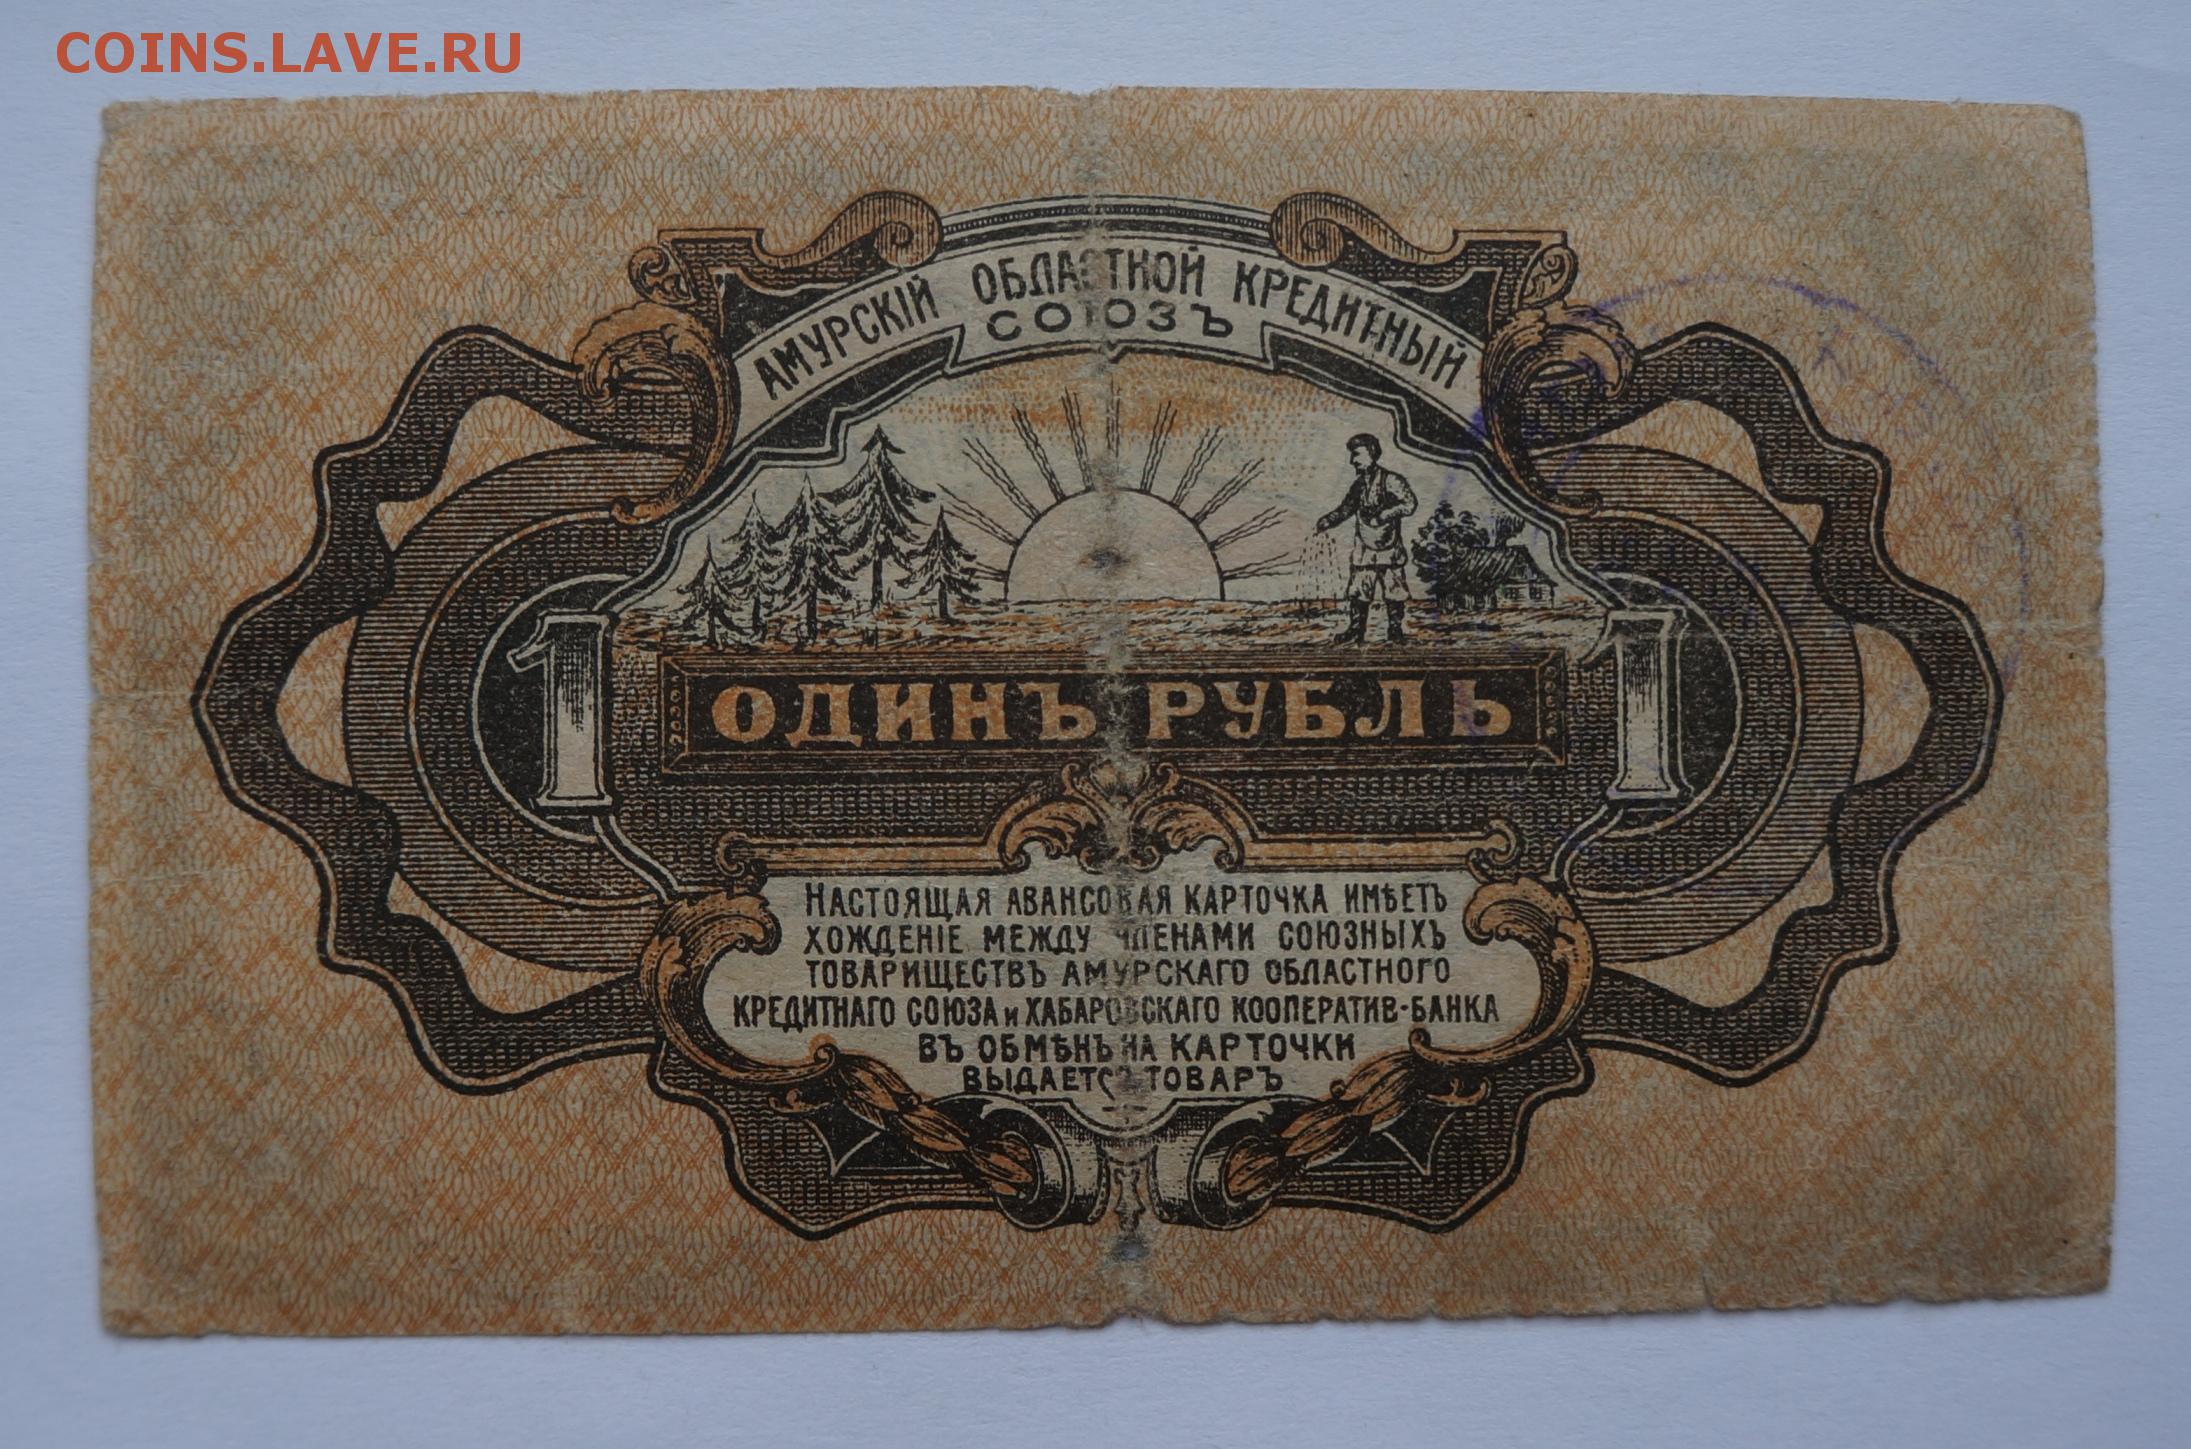 COINS.LAVE.RU
АМУРСКІЙ ОБЛАСТНОЙ КРЕДИТНЫЙ
СОЮЗЪ
1 ОДИНЪ РУБЛЬ 1
НАСТОЯЩАЯ АВАНСОВАЯ КАРТОЧКА ИМѢЕТЪ
ХОЖДЕНІЕ МЕЖДУ ЧЛЕНАМИ СОЮЗНЫХЪ
ТОВАРИЩЕСТВЪ АМУРСКАГО ОБЛАСТНОГО
КРЕДИТНАГО СОЮЗА и ХАБАРОВСКАГО КООПЕРАТИВ-БАНКА
ВЪ ОБМѢНЪ НА КАРТОЧКИ
ВЫДАЕТСЯ ТОВАРЪ